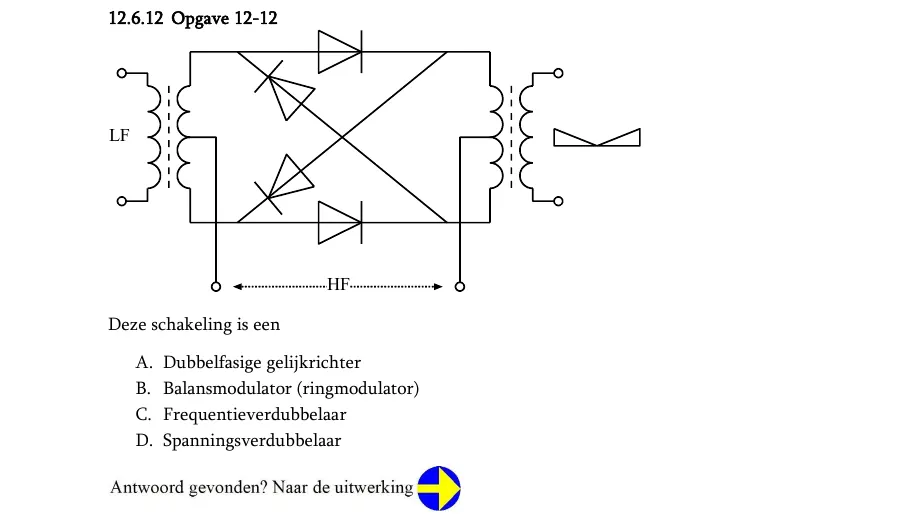 12.6.12 Opgave 12-12
LF
HF
Deze schakeling is een
A. Dubbelfasige gelijkrichter
B. Balansmodulator (ringmodulator)
C. Frequentieverdubbelaar
D. Spanningsverdubbelaar
Antwoord gevonden? Naar de uitwerking